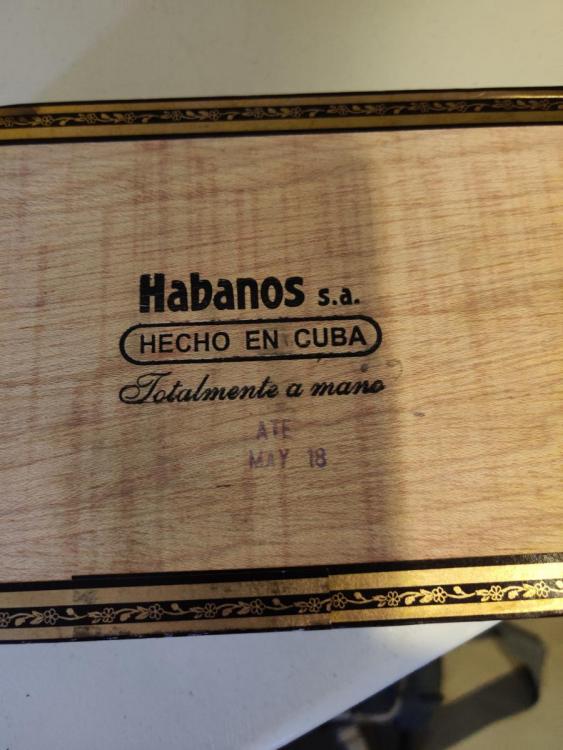 Habanos s.a.
HECHO EN CUBA
Totalmente a mano
ATE
MAY 18